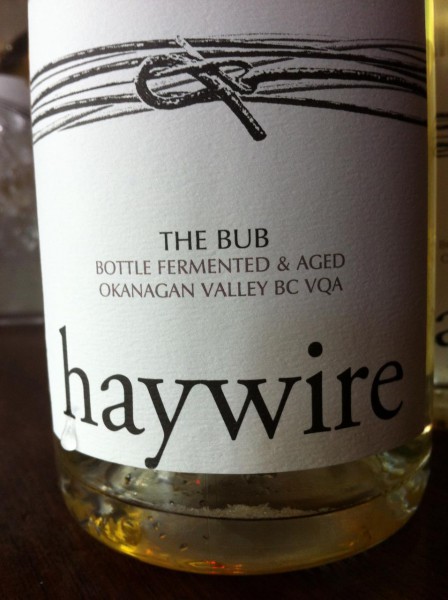 THE BUB
BOTTLE FERMENTED & AGED
OKANAGAN VALLEY BC VQA
haywire